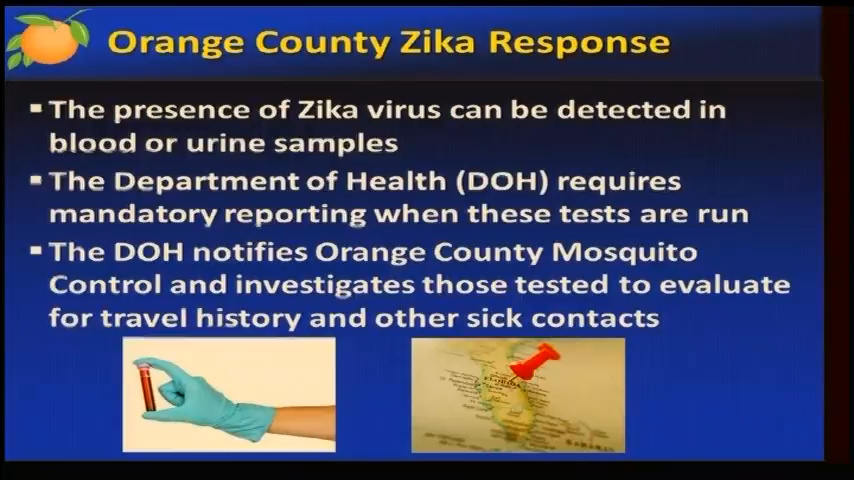 Orange County Zika Response
▪The presence of Zika virus can be detected in
blood or urine samples
▪The Department of Health (DOH) requires
mandatory reporting when these tests are run
▪The DOH notifies Orange County Mosquito
Control and investigates those tested to evaluate
for travel history and other sick contacts
FLORIDA
BAHAMAS